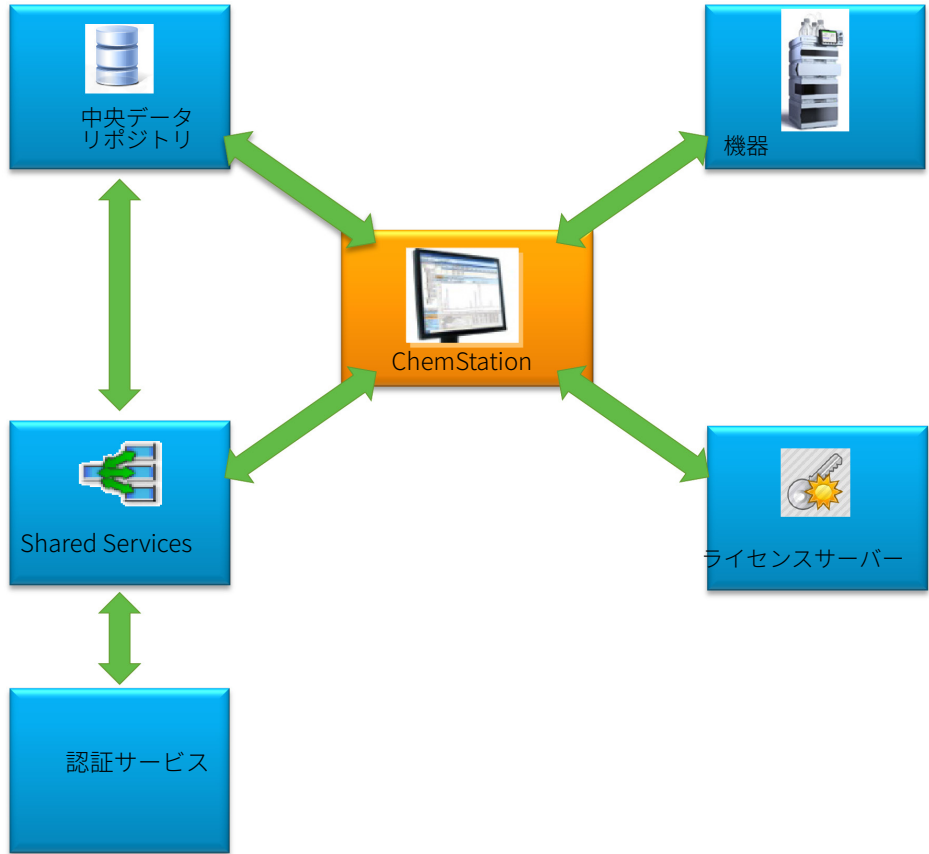 中央データ
リポジトリ
機器
ChemStation
Shared Services
ライセンスサーバー
認証サービス